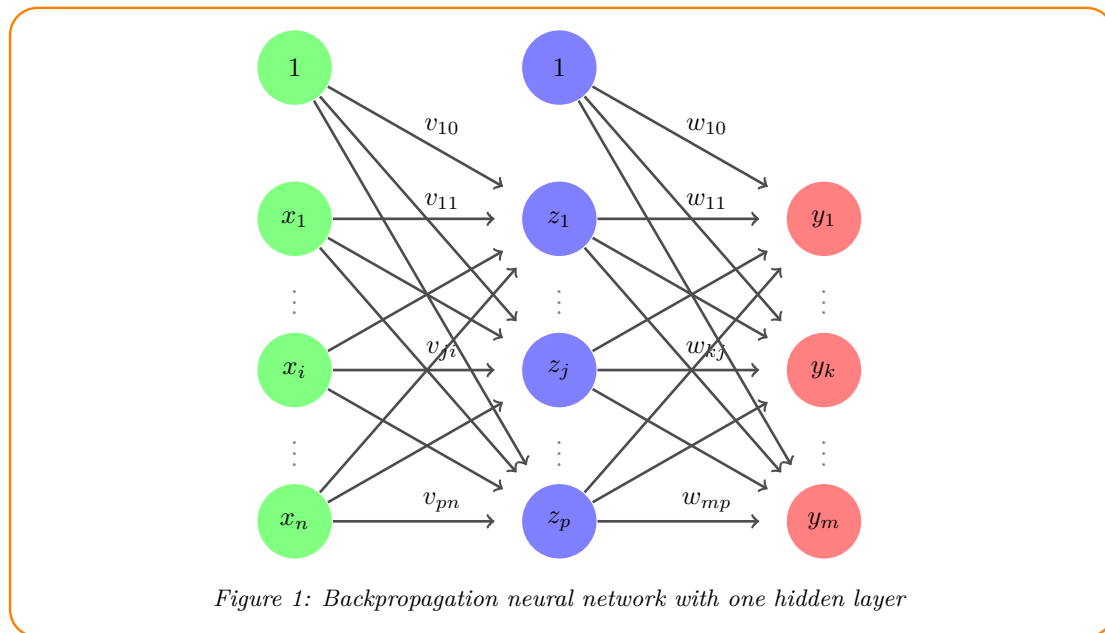 1 1
v₁₀ w₁₀
x₁ v₁₁ z₁ w₁₁ y₁
⋮ ⋮ ⋮
xᵢ vⱼᵢ zⱼ wₖⱼ yₖ
⋮ ⋮ ⋮
xₙ vₚₙ zₚ wₘₚ yₘ
Figure 1: Backpropagation neural network with one hidden layer